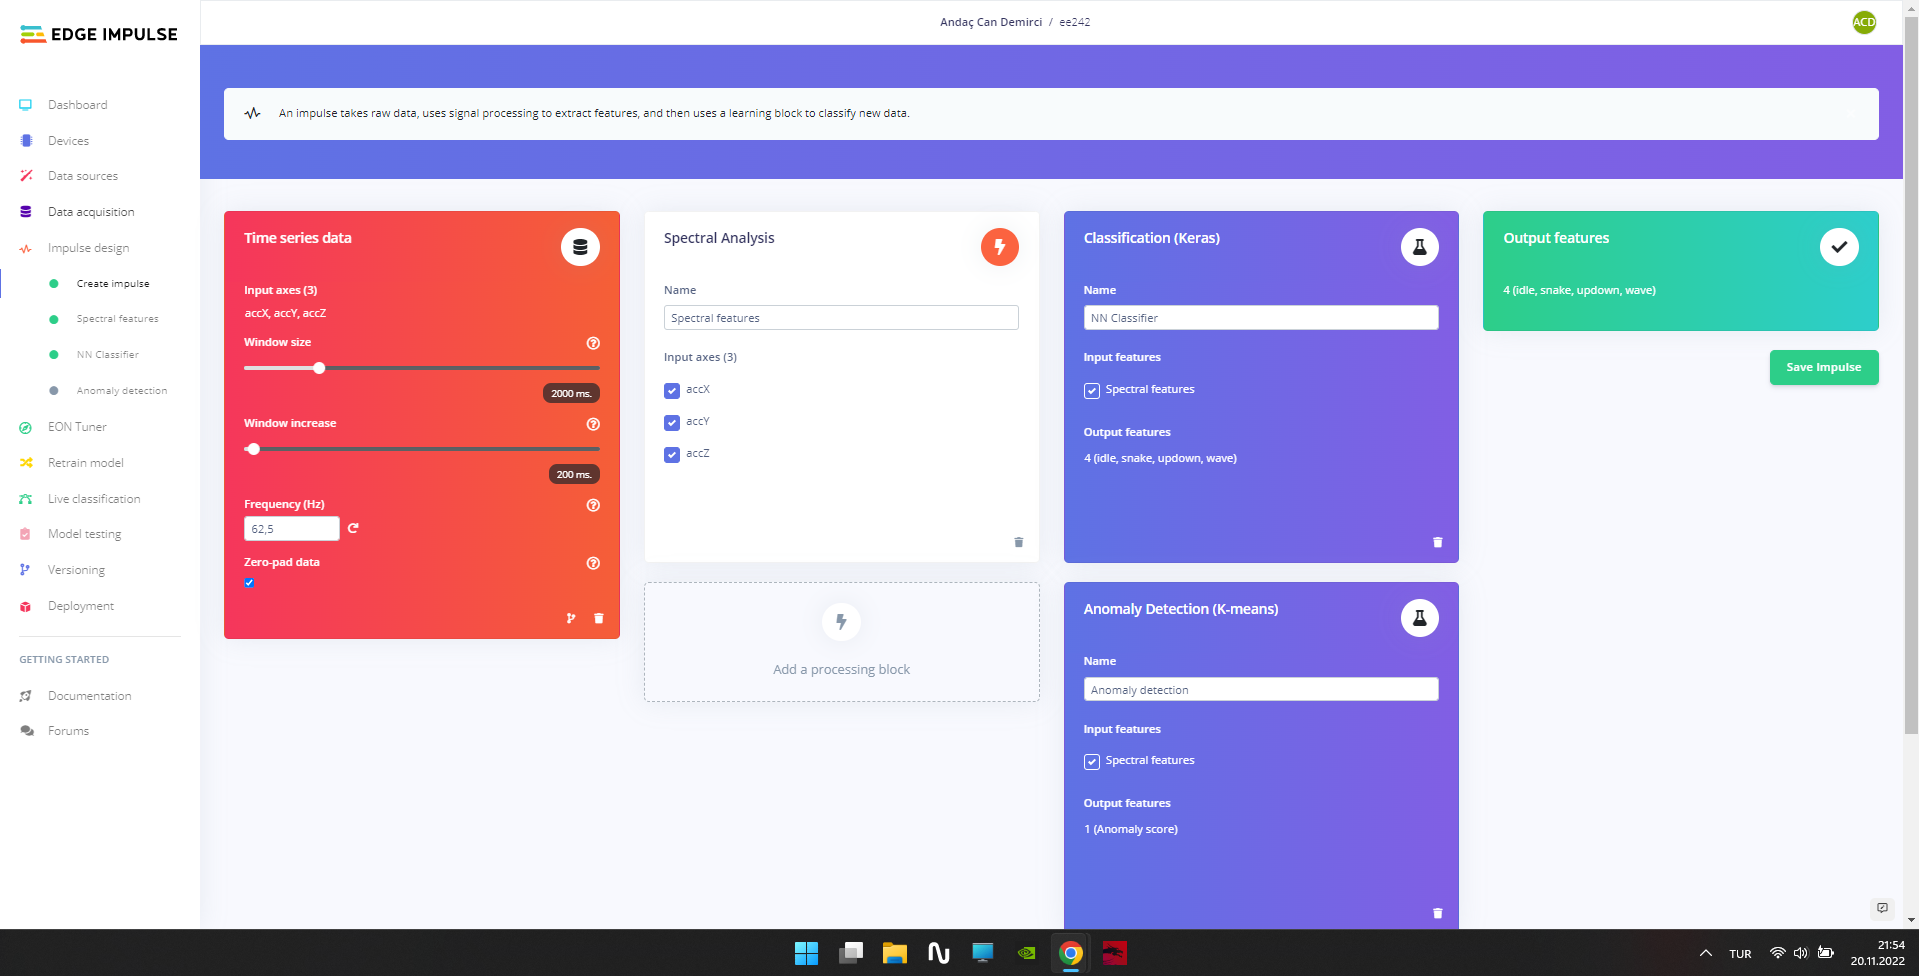 EDGE IMPULSE
Andaç Can Demirci / ee242
ACD
Dashboard
Devices
Data sources
Data acquisition
Impulse design
Create impulse
Spectral features
NN Classifier
Anomaly detection
EON Tuner
Retrain model
Live classification
Model testing
Versioning
Deployment
GETTING STARTED
Documentation
Forums
An impulse takes raw data, uses signal processing to extract features, and then uses a learning block to classify new data.
Time series data
Input axes (3)
accX, accY, accZ
Window size
2000 ms.
Window increase
200 ms.
Frequency (Hz)
62,5
Zero-pad data
Spectral Analysis
Name
Spectral features
Input axes (3)
accX
accY
accZ
Add a processing block
Classification (Keras)
Name
NN Classifier
Input features
Spectral features
Output features
4 (idle, snake, updown, wave)
Anomaly Detection (K-means)
Name
Anomaly detection
Input features
Spectral features
Output features
1 (Anomaly score)
Output features
4 (idle, snake, updown, wave)
Save Impulse
TUR
21:54
20.11.2022